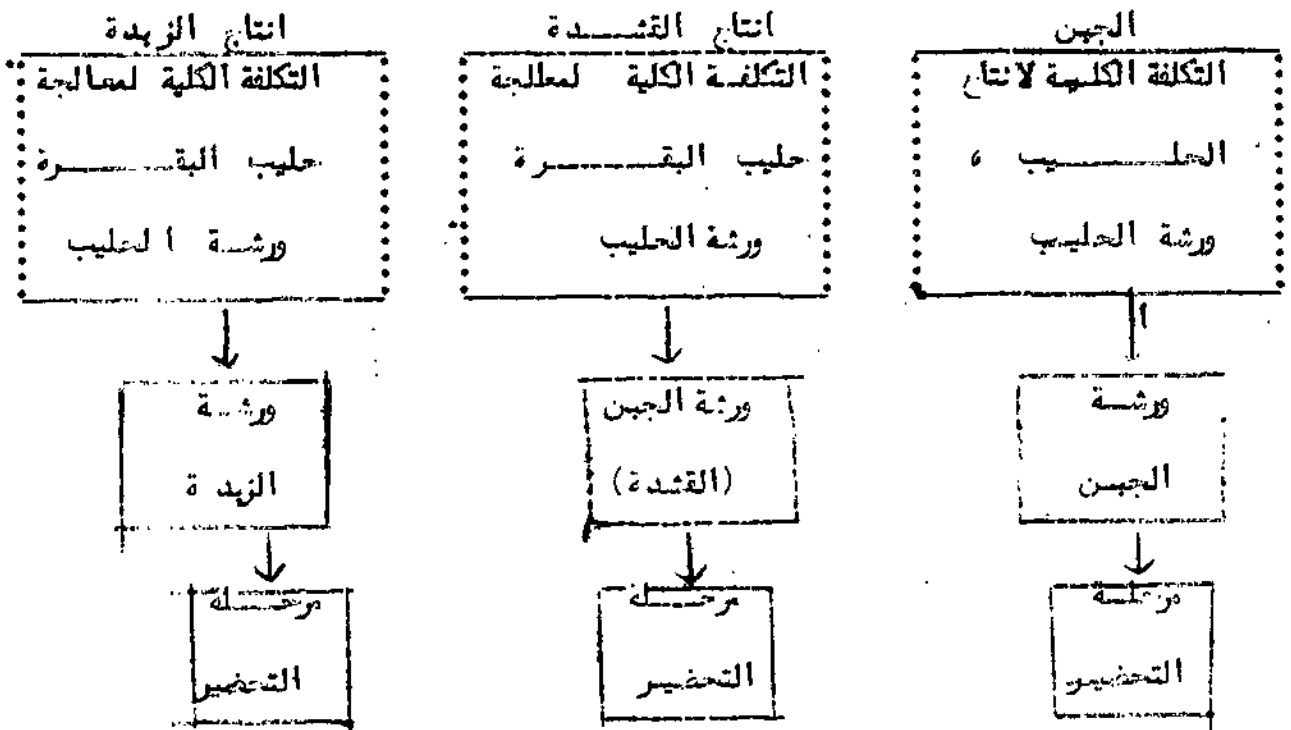 الجبن
التكلفة الكلية لانتاج
الحليب ،
ورشة الحليب
ورشة
الجبن
مرحلة
التحضير
انتاج القشدة
التكلفة الكلية لمعالجة
حليب البقرة
ورشة الحليب
ورشة الجبن
(القشدة)
مرحلة
التحضير
انتاج الزبدة
التكلفة الكلية لمعالجة
حليب البقرة
ورشة الحليب
ورشة
الزبدة
مرحلة
التحضير